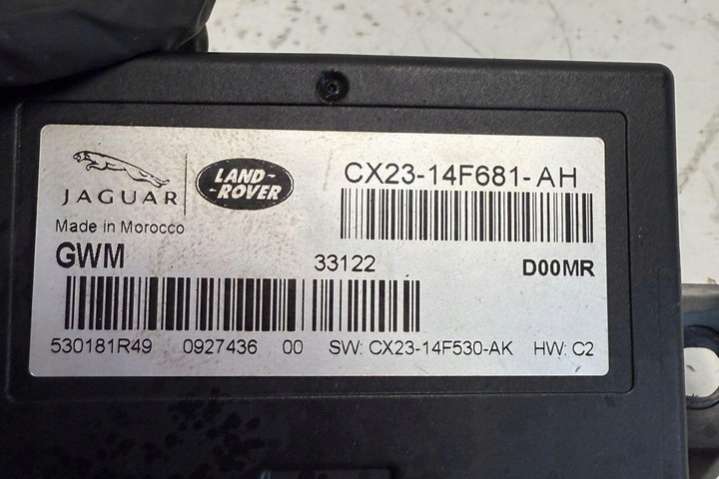 JAGUAR
LAND-
-ROVER
CX23-14F681-AH
Made in Morocco
GWM 33122 D00MR
530181R49 0927436 00 SW: CX23-14F530-AK HW: C2